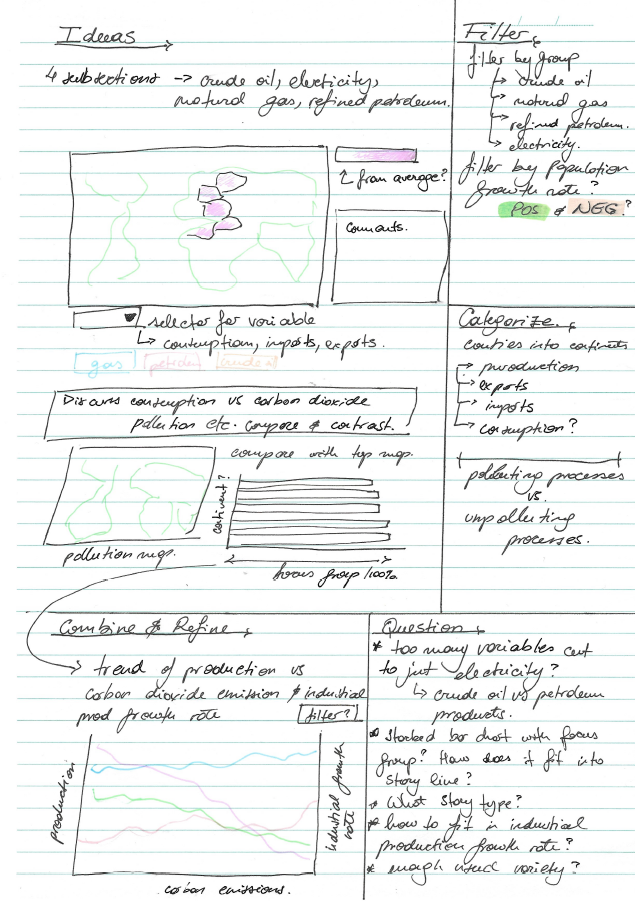 Ideas
4 subsections → crude oil, electricity,
natural gas, refined petroleum.
↳ from average?
Comments.
selector for variable
↳ consumption, imports, exports.
gas
crude
Discuss consumption vs carbon dioxide
pollution etc. compare & contrast.
compare with top map.
continent?
pollution map.
focus group /100%
Filter
filter by group
↳ crude oil
↳ natural gas
↳ refined petroleum.
↳ electricity.
filter by Population
growth rate?
POS & NEG?
Categorize
into continents
→ production
→ exports
→ imports
→ consumption?
polluting processes
vs.
unpolluting
processes.
Combine & Refine
→ trend of production vs
carbon dioxide emission & industrial
prod growth rate
filter?
production
industrial growth
rate
carbon emissions.
Question
* too many variables cut
to just electricity?
↳ crude oil vs petroleum
products.
* Stacked bar chart with focus
group? How does it fit into
story line?
* What story type?
* how to fit in industrial
production growth rate?
* enough visual variety?